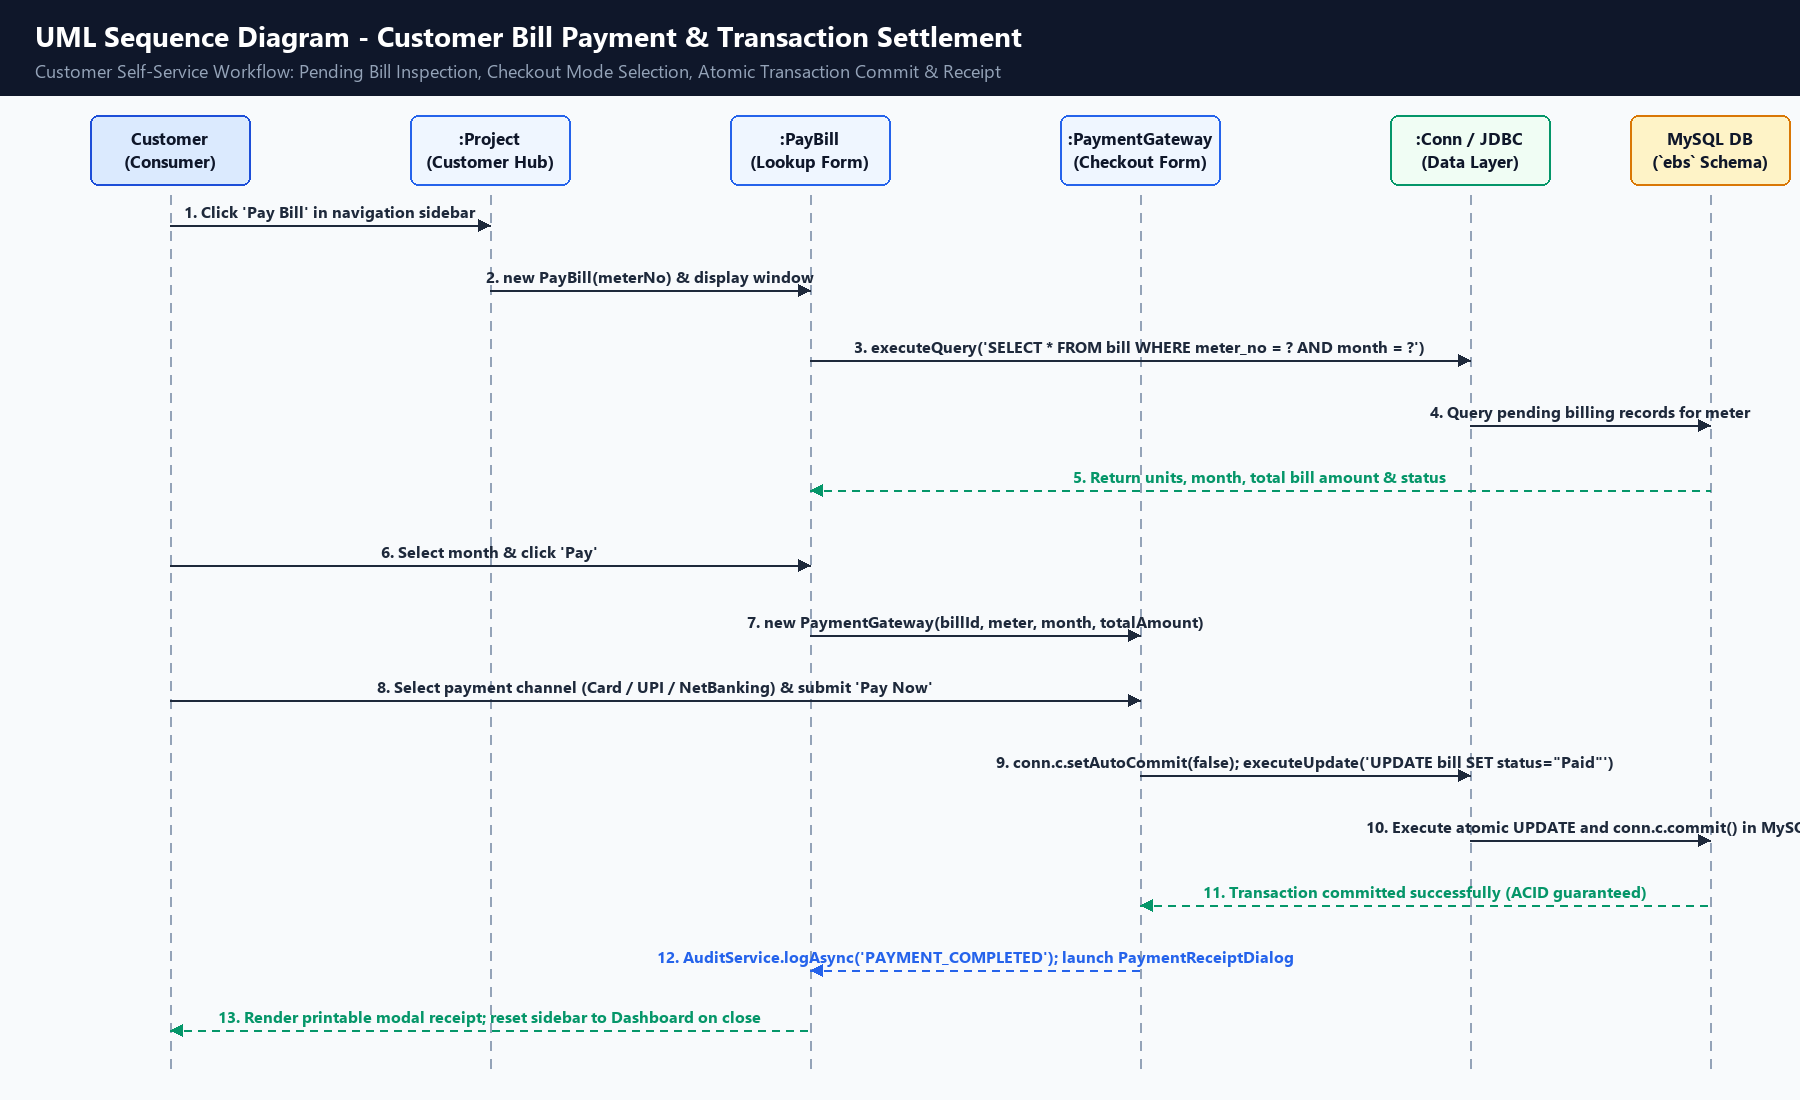 UML Sequence Diagram - Customer Bill Payment & Transaction Settlement
Customer Self-Service Workflow: Pending Bill Inspection, Checkout Mode Selection, Atomic Transaction Commit & Receipt
Customer
(Consumer)
:Project
(Customer Hub)
:PayBill
(Lookup Form)
:PaymentGateway
(Checkout Form)
:Conn / JDBC
(Data Layer)
MySQL DB
(`ebs` Schema)
1. Click 'Pay Bill' in navigation sidebar
2. new PayBill(meterNo) & display window
3. executeQuery('SELECT * FROM bill WHERE meter_no = ? AND month = ?')
4. Query pending billing records for meter
5. Return units, month, total bill amount & status
6. Select month & click 'Pay'
7. new PaymentGateway(billId, meter, month, totalAmount)
8. Select payment channel (Card / UPI / NetBanking) & submit 'Pay Now'
9. conn.c.setAutoCommit(false); executeUpdate('UPDATE bill SET status="Paid"')
10. Execute atomic UPDATE and conn.c.commit() in
11. Transaction committed successfully (ACID guaranteed)
12. AuditService.logAsync('PAYMENT_COMPLETED'); launch PaymentReceiptDialog
13. Render printable modal receipt; reset sidebar to Dashboard on close